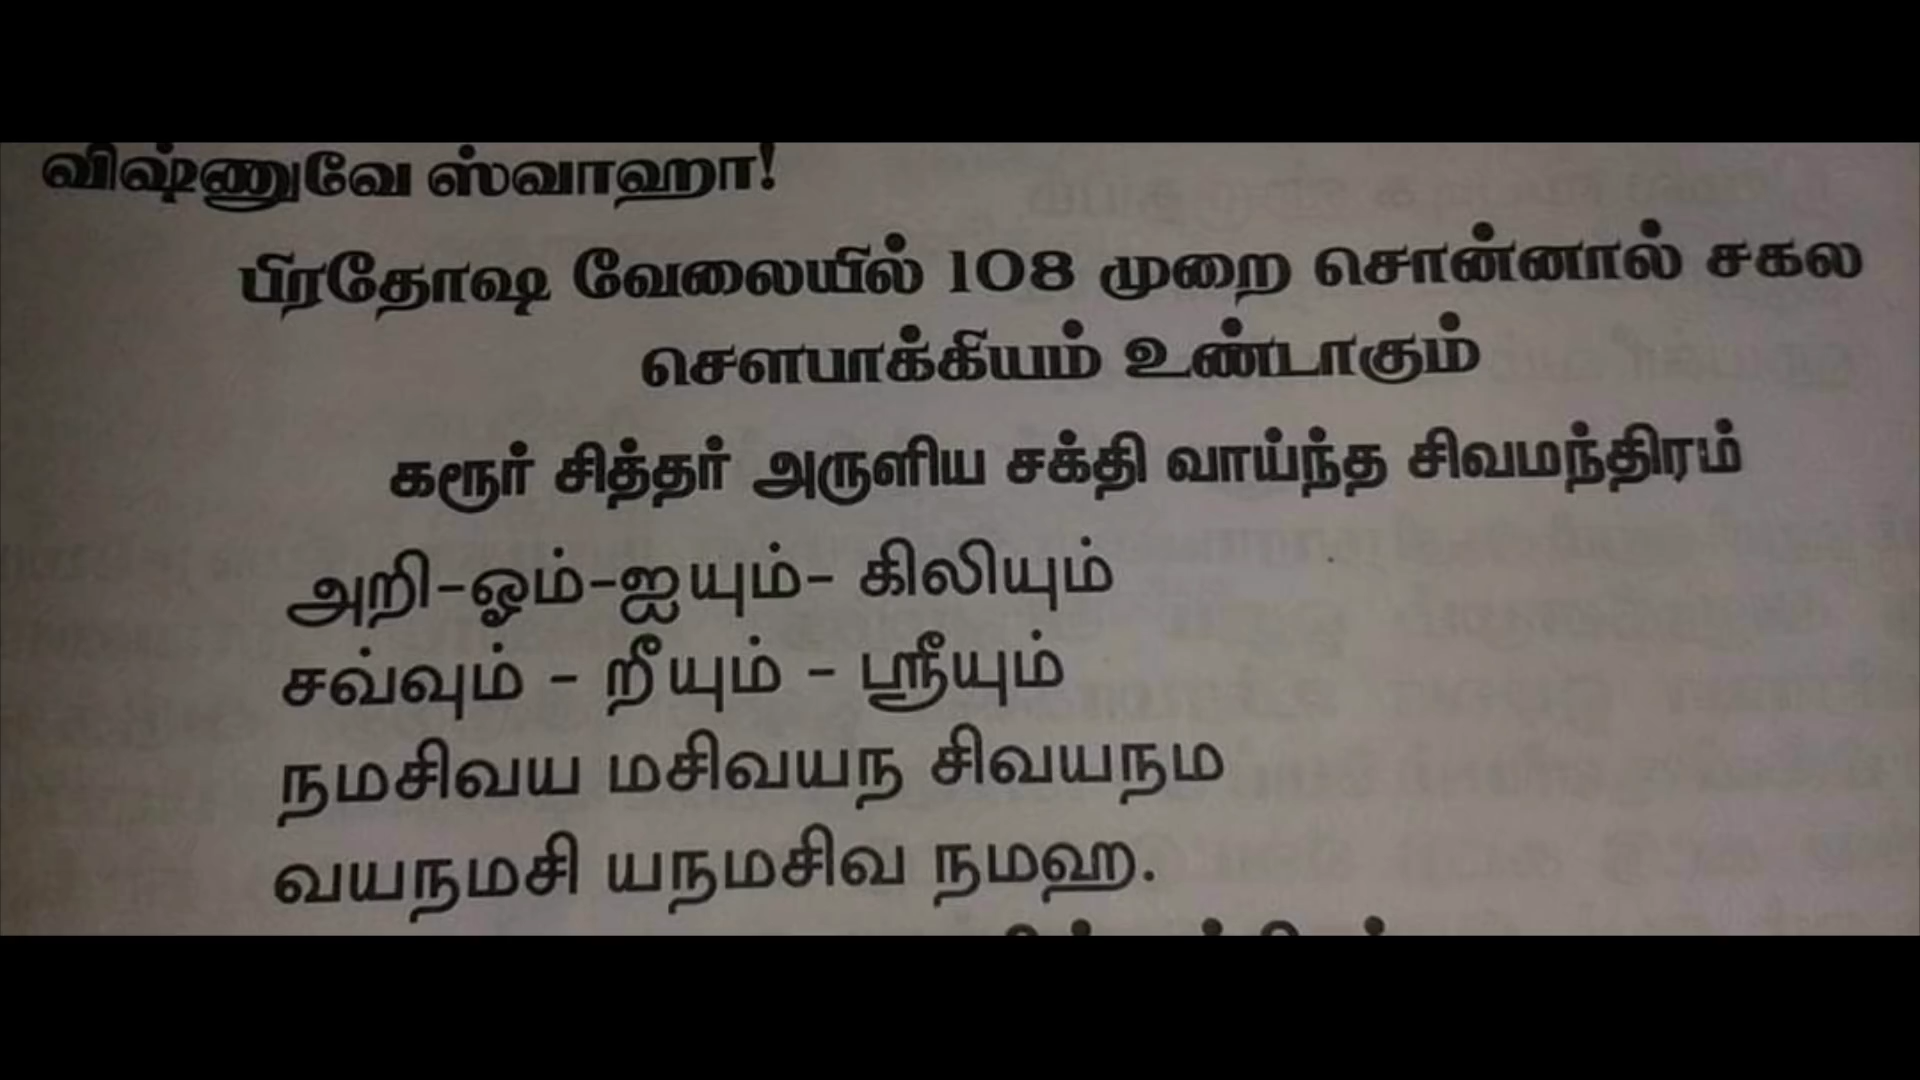 விஷ்ணுவே ஸ்வாஹா!
பிரதோஷ வேலையில் 108 முறை சொன்னால் சகல
சௌபாக்கியம் உண்டாகும்
கரூர் சித்தர் அருளிய சக்தி வாய்ந்த சிவமந்திரம்
அறி-ஓம்-ஐயும்- கிலியும்
சவ்வும் - றீயும் - ஸ்ரீயும்
நமசிவய மசிவயந சிவயநம
வயநமசி யநமசிவ நமஹ.